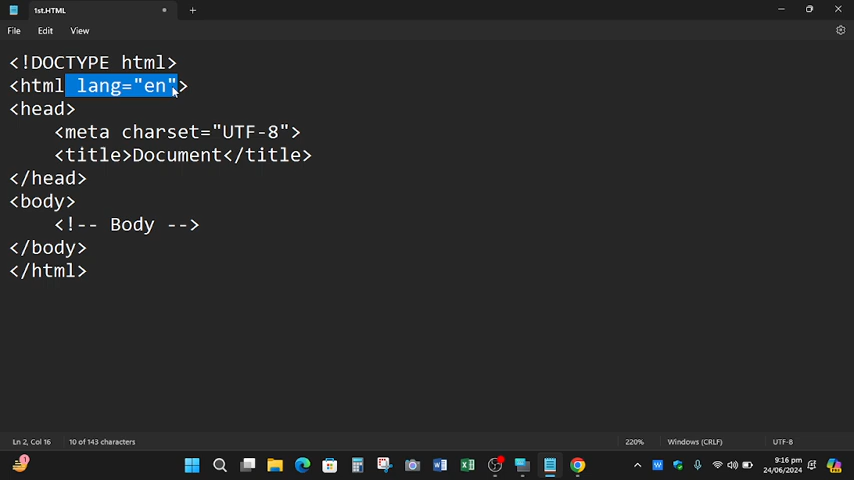 1st.HTML
File Edit View
<!DOCTYPE html>
<html lang="en">
<head>
    <meta charset="UTF-8">
    <title>Document</title>
</head>
<body>
    <!-- Body -->
</body>
</html>
Ln 2, Col 16 10 of 143 characters 220% Windows (CRLF) UTF-8
9:16 pm
24/06/2024